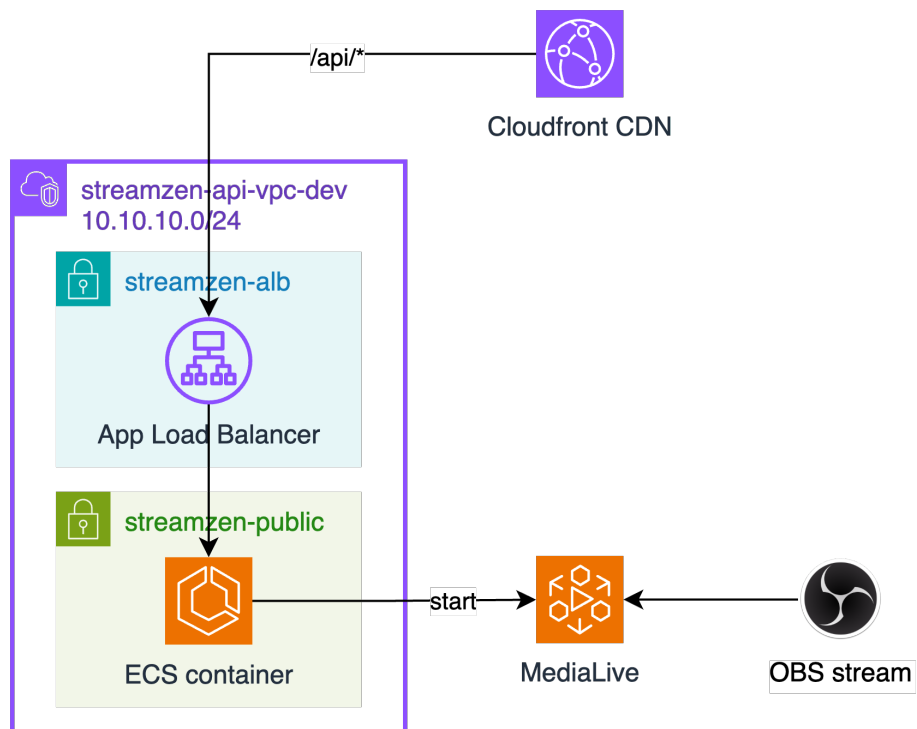 /api/*
Cloudfront CDN
streamzen-api-vpc-dev
10.10.10.0/24
streamzen-alb
App Load Balancer
streamzen-public
start
ECS container
MediaLive
OBS stream